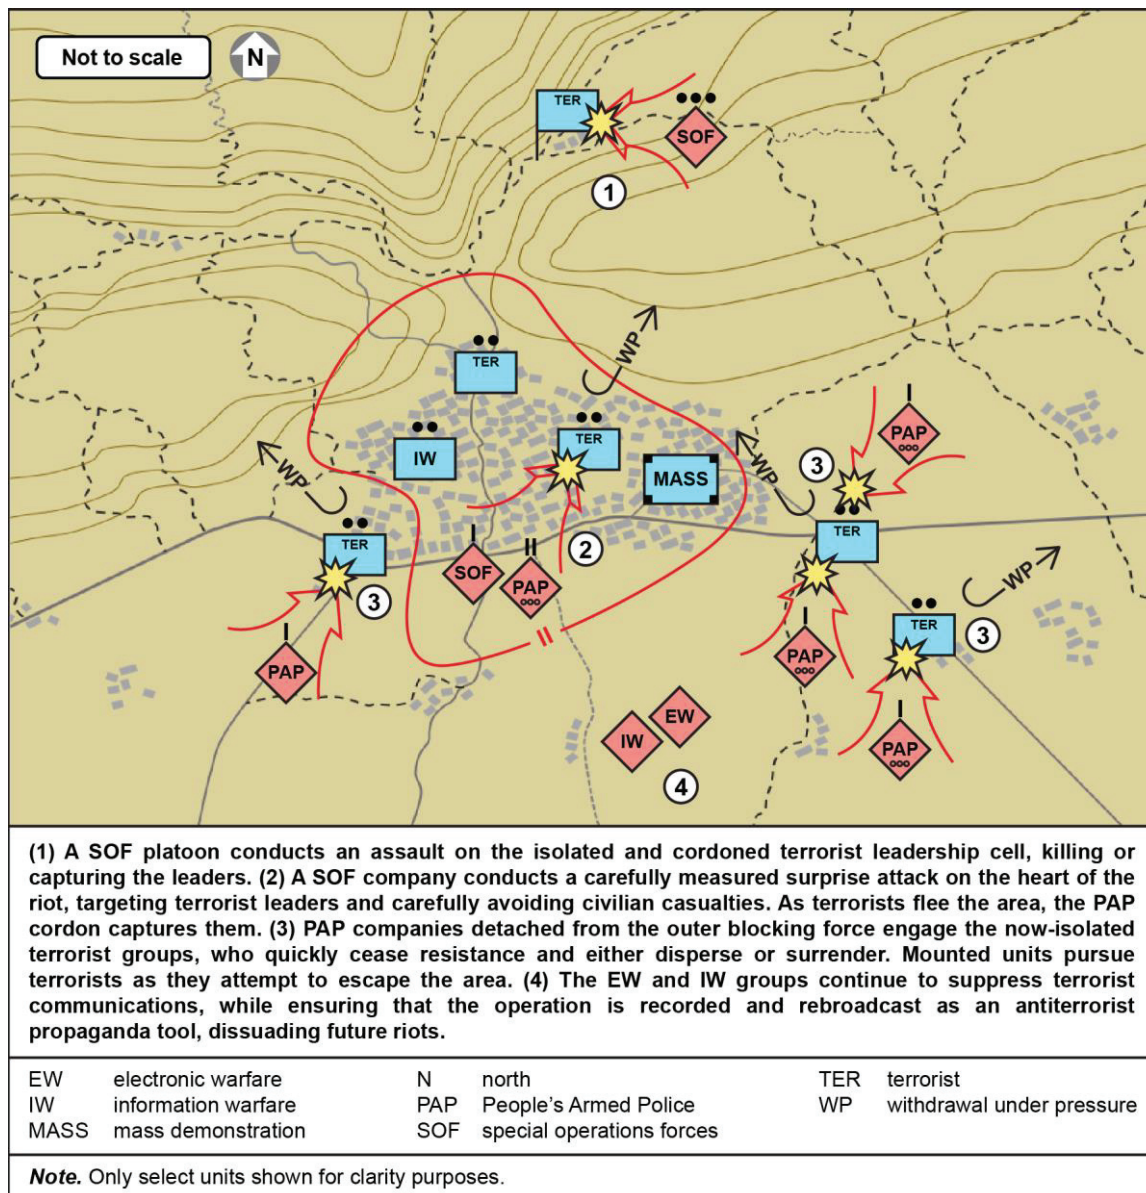 Not to scale
N
TER
SOF
1
WP
TER
TER
IW
MASS
WP
WP
3
PAP
TER
3
SOF
PAP
2
TER
WP
TER
3
PAP
PAP
PAP
IW
EW
4
(1) A SOF platoon conducts an assault on the isolated and cordoned terrorist leadership cell, killing or
capturing the leaders. (2) A SOF company conducts a carefully measured surprise attack on the heart of the
riot, targeting terrorist leaders and carefully avoiding civilian casualties. As terrorists flee the area, the PAP
cordon captures them. (3) PAP companies detached from the outer blocking force engage the now-isolated
terrorist groups, who quickly cease resistance and either disperse or surrender. Mounted units pursue
terrorists as they attempt to escape the area. (4) The EW and IW groups continue to suppress terrorist
communications, while ensuring that the operation is recorded and rebroadcast as an antiterrorist
propaganda tool, dissuading future riots.
EW electronic warfare N north TER terrorist
IW information warfare PAP People's Armed Police WP withdrawal under pressure
MASS mass demonstration SOF special operations forces
Note. Only select units shown for clarity purposes.